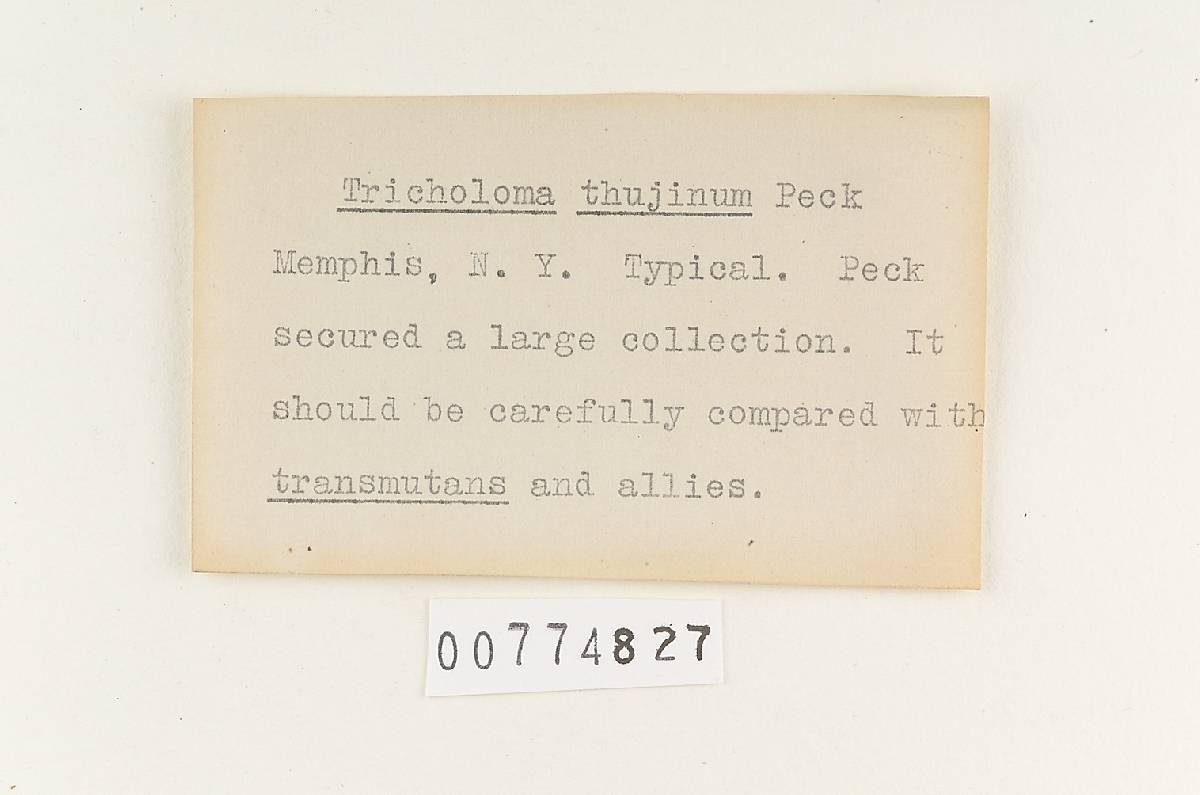 Tricholoma thujinum Peck
Memphis, N. Y. Typical. Peck
secured a large collection. It
should be carefully compared with
transmutans and allies.
00774827